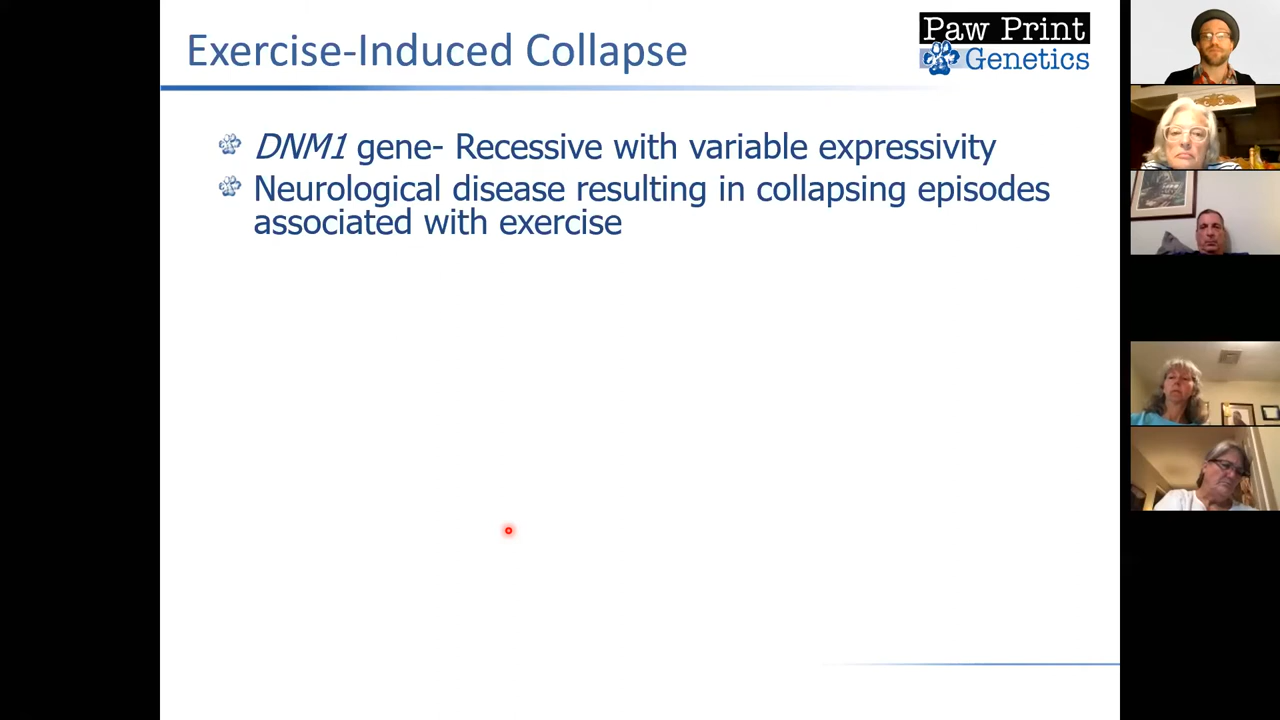 Exercise-Induced Collapse
Paw Print
Genetics
DNM1 gene- Recessive with variable expressivity
Neurological disease resulting in collapsing episodes
associated with exercise